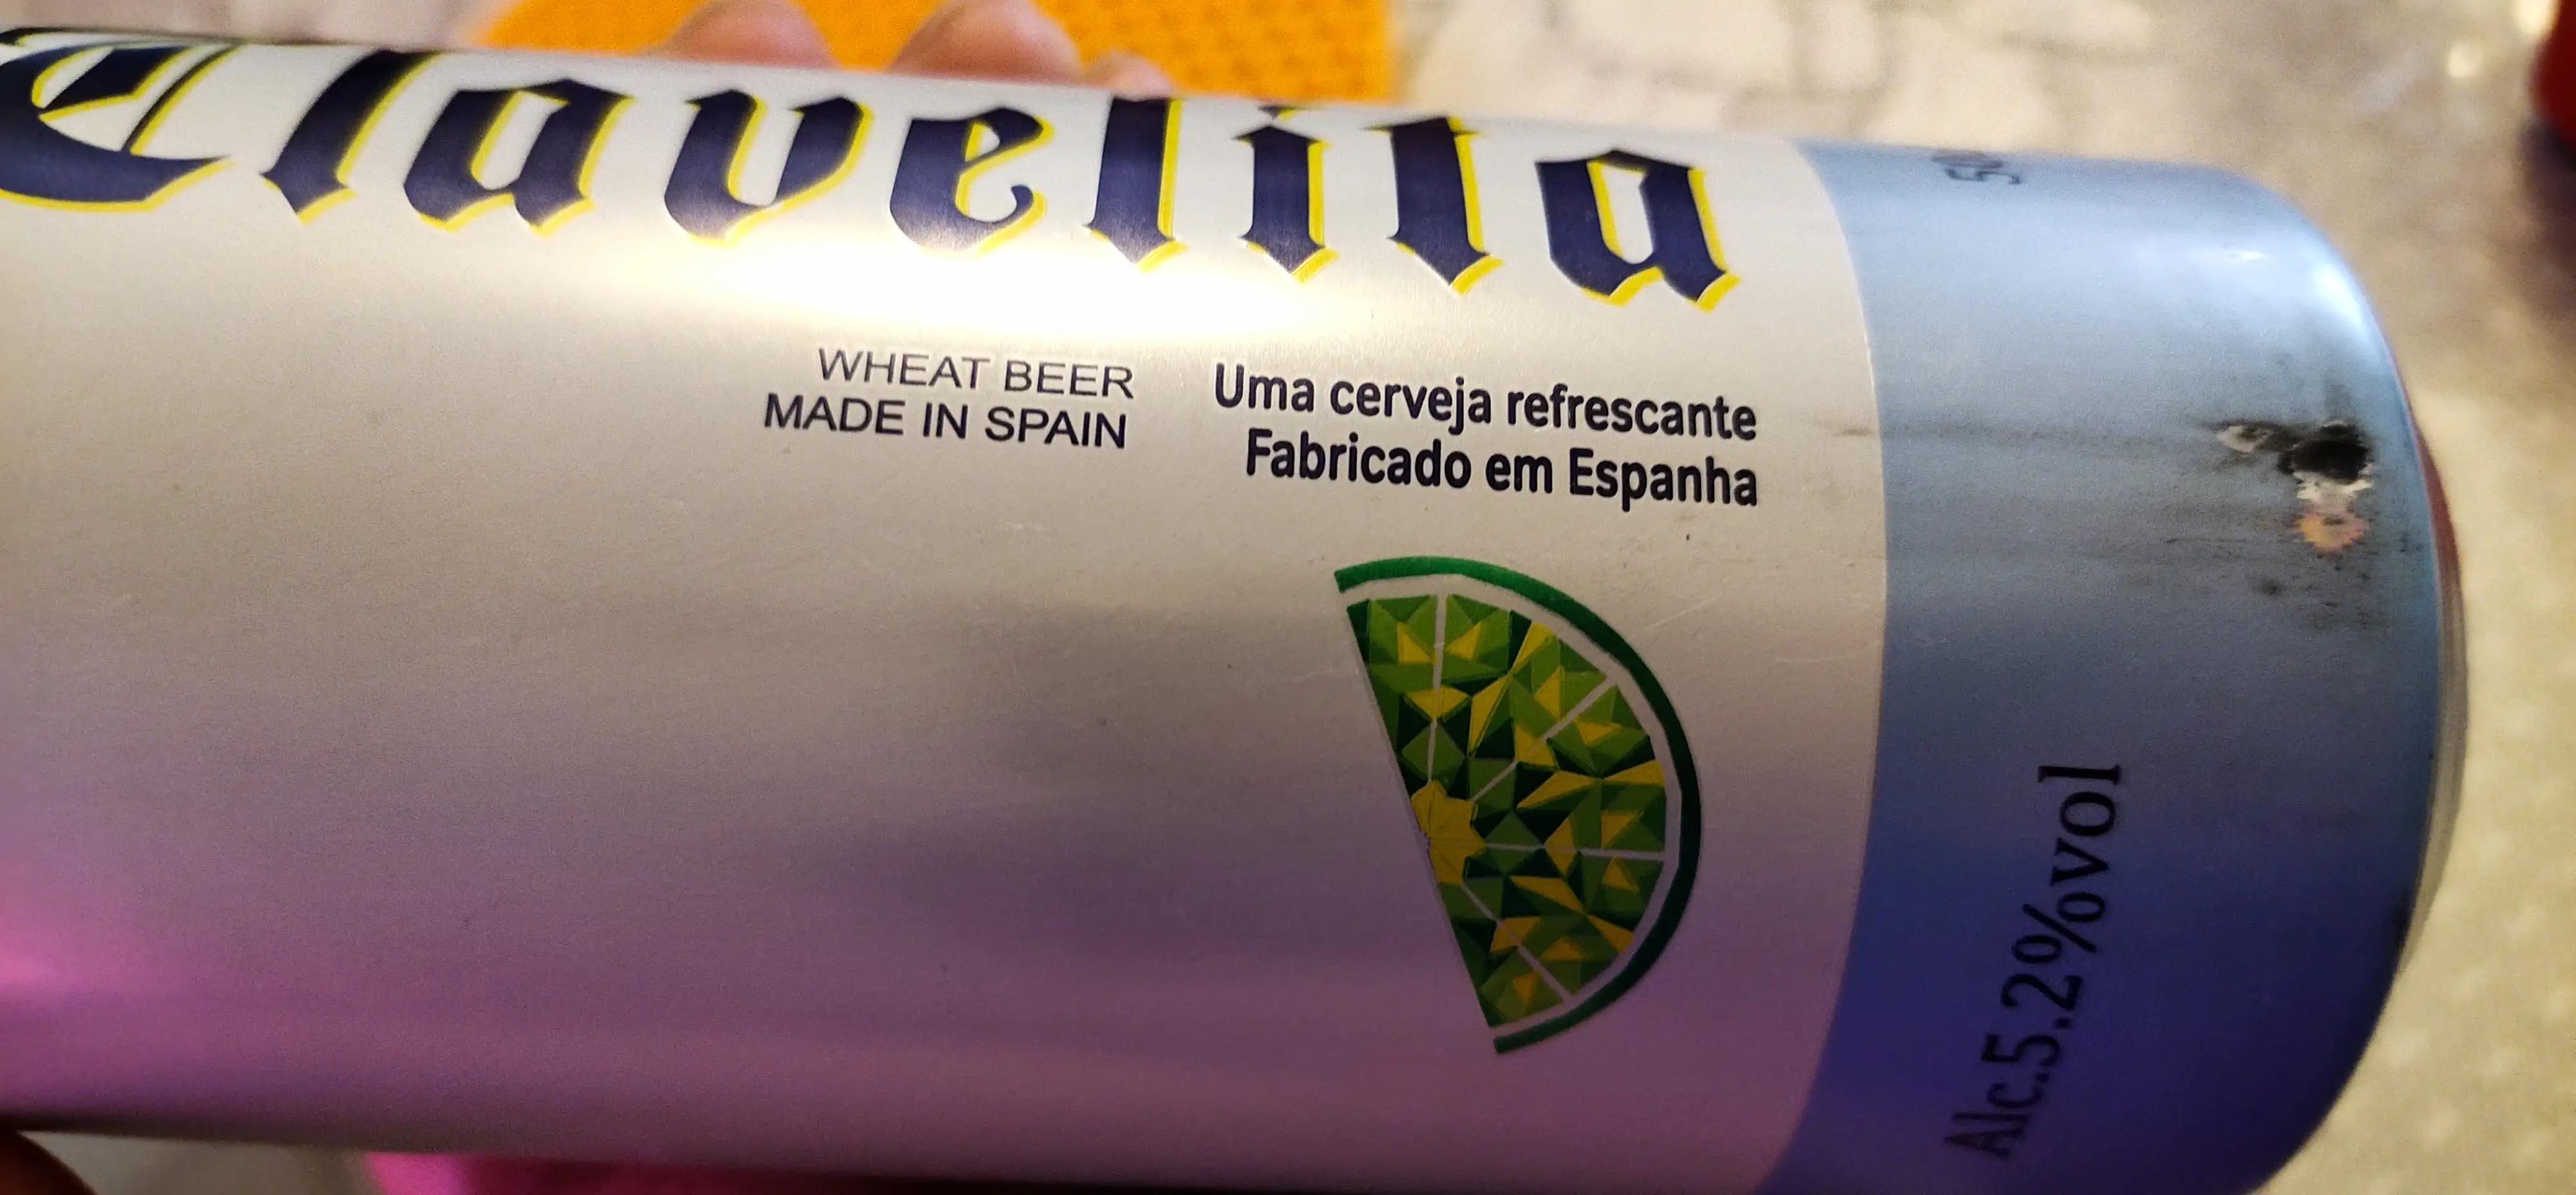 Clavelita
WHEAT BEER
MADE IN SPAIN
Uma cerveja refrescante
Fabricado em Espanha
Alc.5.2%vol